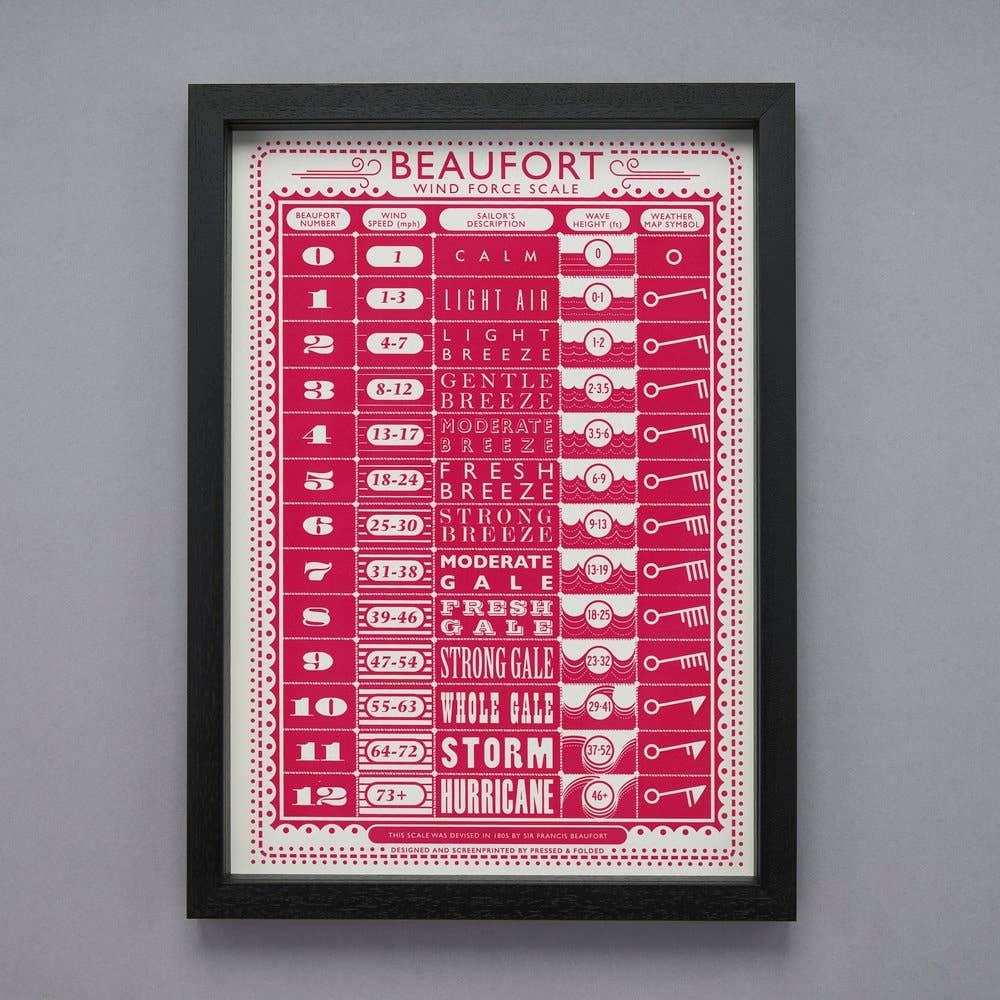 BEAUFORT
WIND FORCE SCALE
BEAUFORT NUMBER WIND SPEED (mph) SAILOR'S DESCRIPTION WAVE HEIGHT (ft) WEATHER MAP SYMBOL
0 1 CALM 0
1 1-3 LIGHT AIR 0-1
2 4-7 LIGHT BREEZE 1-2
3 8-12 GENTLE BREEZE 2-3.5
4 13-17 MODERATE BREEZE 3.5-6
5 18-24 FRESH BREEZE 6-9
6 25-30 STRONG BREEZE 9-13
7 31-38 MODERATE GALE 13-19
8 39-46 FRESH GALE 18-25
9 47-54 STRONG GALE 23-32
10 55-63 WHOLE GALE 29-41
11 64-72 STORM 37-52
12 73+ HURRICANE 46+
THIS SCALE WAS DEVISED IN 1805 BY SIR FRANCIS BEAUFORT
DESIGNED AND SCREENPRINTED BY PRESSED & FOLDED